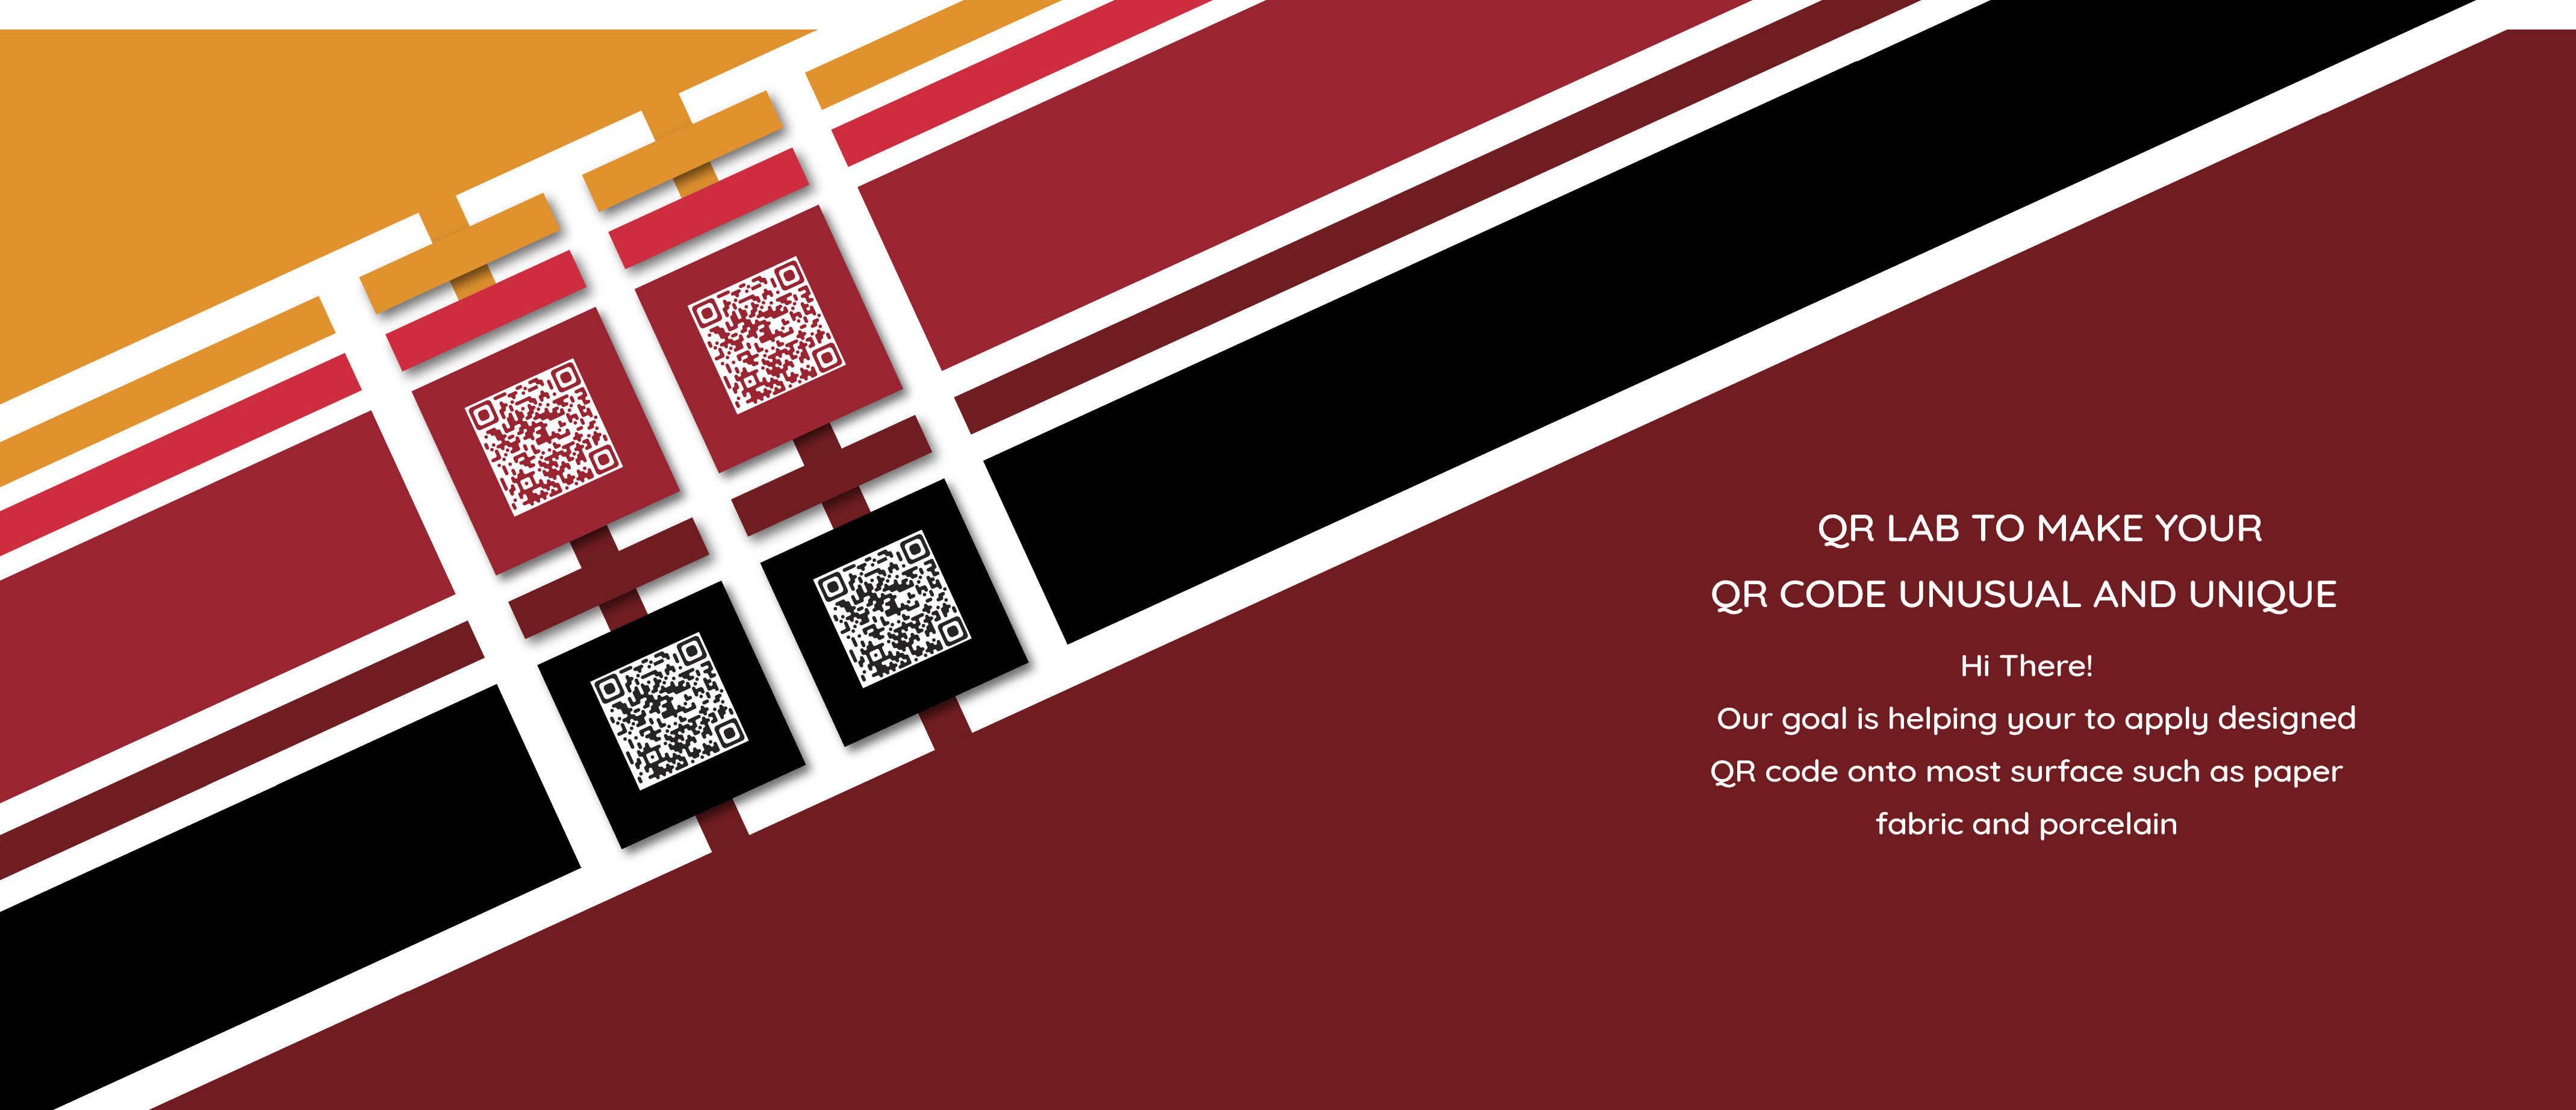 QR LAB TO MAKE YOUR
QR CODE UNUSUAL AND UNIQUE
Hi There!
Our goal is helping your to apply designed
QR code onto most surface such as paper
fabric and porcelain